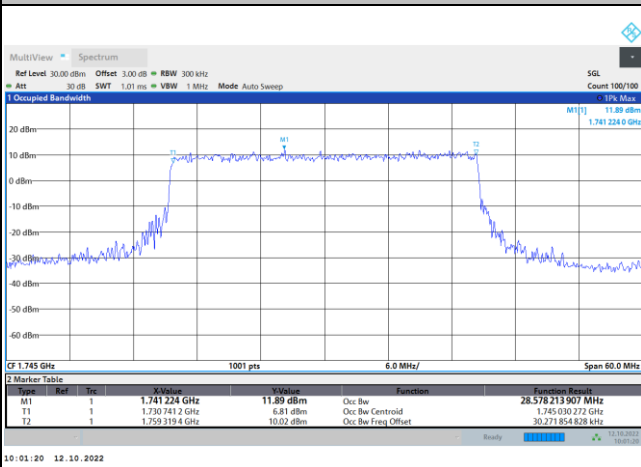 MultiView Spectrum
Ref Level 30.00 dBm Offset 3.00 dB RBW 300 kHz SGL
Att 30 dB SWT 1.01 ms VBW 1 MHz Mode Auto Sweep Count 100/100
1 Occupied Bandwidth 1Pk Max
M1[1] 11.89 dBm
1.741 224 0 GHz
20 dBm
10 dBm
0 dBm
-10 dBm
-20 dBm
-30 dBm
-40 dBm
-50 dBm
-60 dBm
T1
M1
T2
CF 1.745 GHz 1001 pts 6.0 MHz/ Span 60.0 MHz
2 Marker Table
Type Ref Trc X-Value Y-Value Function Function Result
M1 1 1.741 224 GHz 11.89 dBm Occ Bw 28.578 213 907 MHz
T1 1 1.730 741 2 GHz 6.81 dBm Occ Bw Centroid 1.745 030 272 GHz
T2 1 1.759 319 4 GHz 10.02 dBm Occ Bw Freq Offset 30.271 854 828 kHz
Ready 12.10.2022
10:01:20
10:01:20 12.10.2022